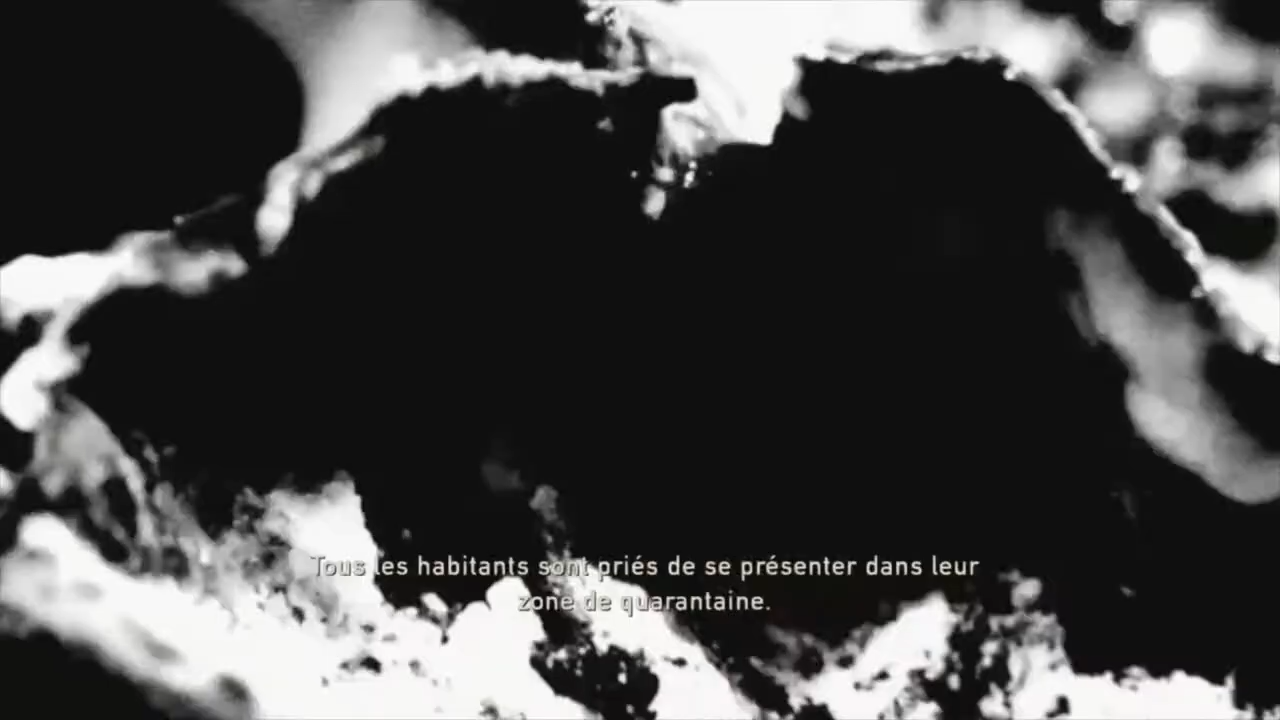 Tous les habitants sont priés de se présenter dans leur
zone de quarantaine.